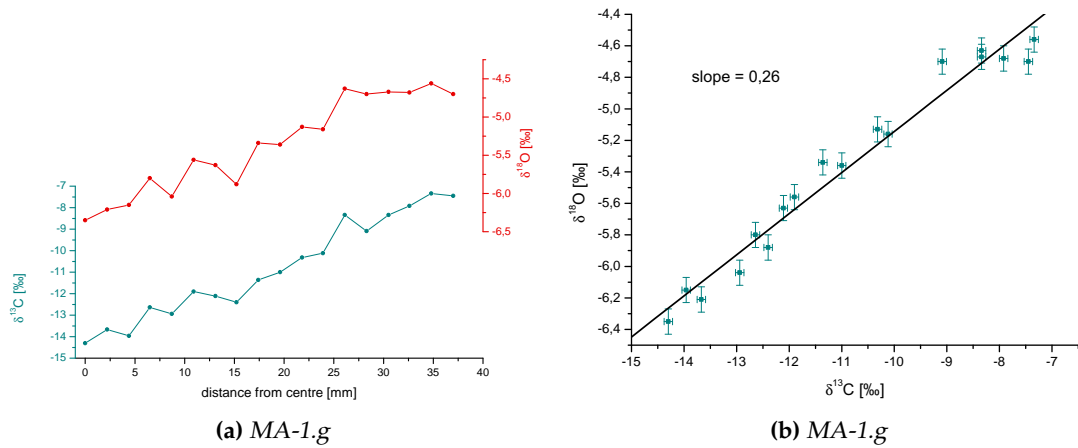 -4,5
-5,0
-5,5
-6,0
-6,5
δ18O [‰]
-7
-8
-9
-10
-11
-12
-13
-14
-15
δ13C [‰]
0 5 10 15 20 25 30 35 40
distance from centre [mm]
(a) MA-1.g
-4,4
-4,6
-4,8
-5,0
-5,2
-5,4
-5,6
-5,8
-6,0
-6,2
-6,4
δ18O [‰]
slope = 0,26
-15 -14 -13 -12 -11 -10 -9 -8 -7
δ13C [‰]
(b) MA-1.g